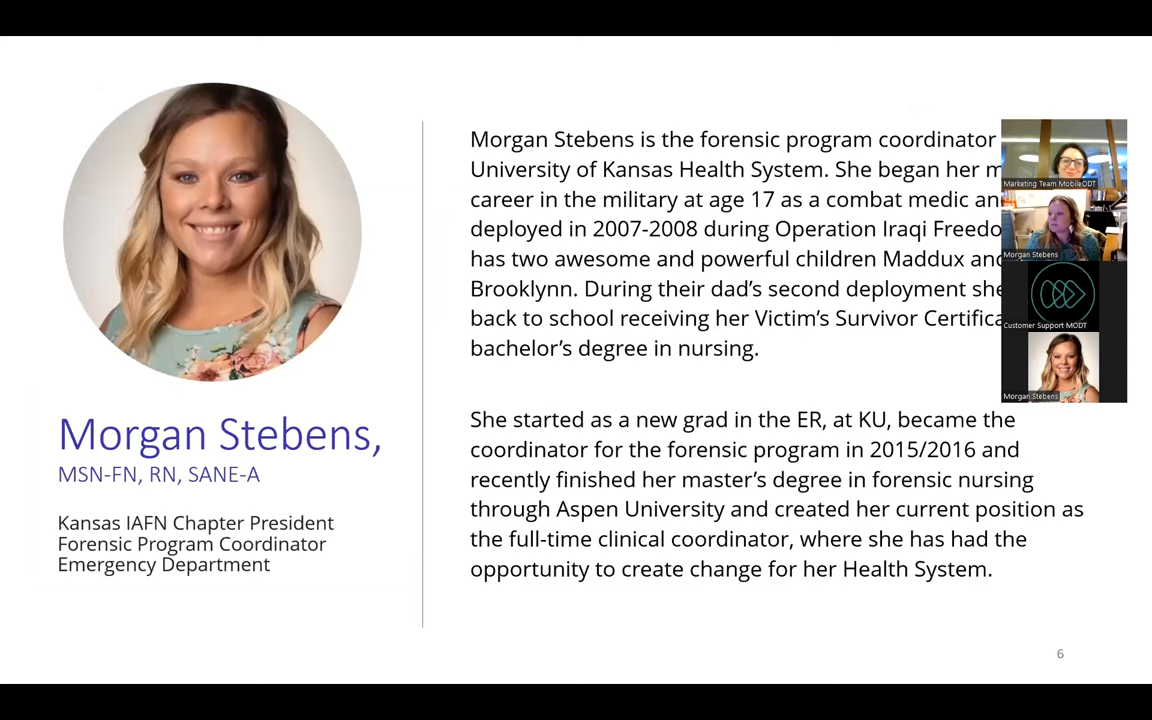 Morgan Stebens,
MSN-FN, RN, SANE-A
Kansas IAFN Chapter President
Forensic Program Coordinator
Emergency Department
Morgan Stebens is the forensic program coordinator
University of Kansas Health System. She began her m
career in the military at age 17 as a combat medic an
deployed in 2007-2008 during Operation Iraqi Freedo
has two awesome and powerful children Maddux and
Brooklynn. During their dad’s second deployment she
back to school receiving her Victim’s Survivor Certifica
bachelor’s degree in nursing.
She started as a new grad in the ER, at KU, became the
coordinator for the forensic program in 2015/2016 and
recently finished her master’s degree in forensic nursing
through Aspen University and created her current position as
the full-time clinical coordinator, where she has had the
opportunity to create change for her Health System.
Marketing Team MobileODT
Morgan Stebens
Customer Support MODT
Morgan Stebens
6